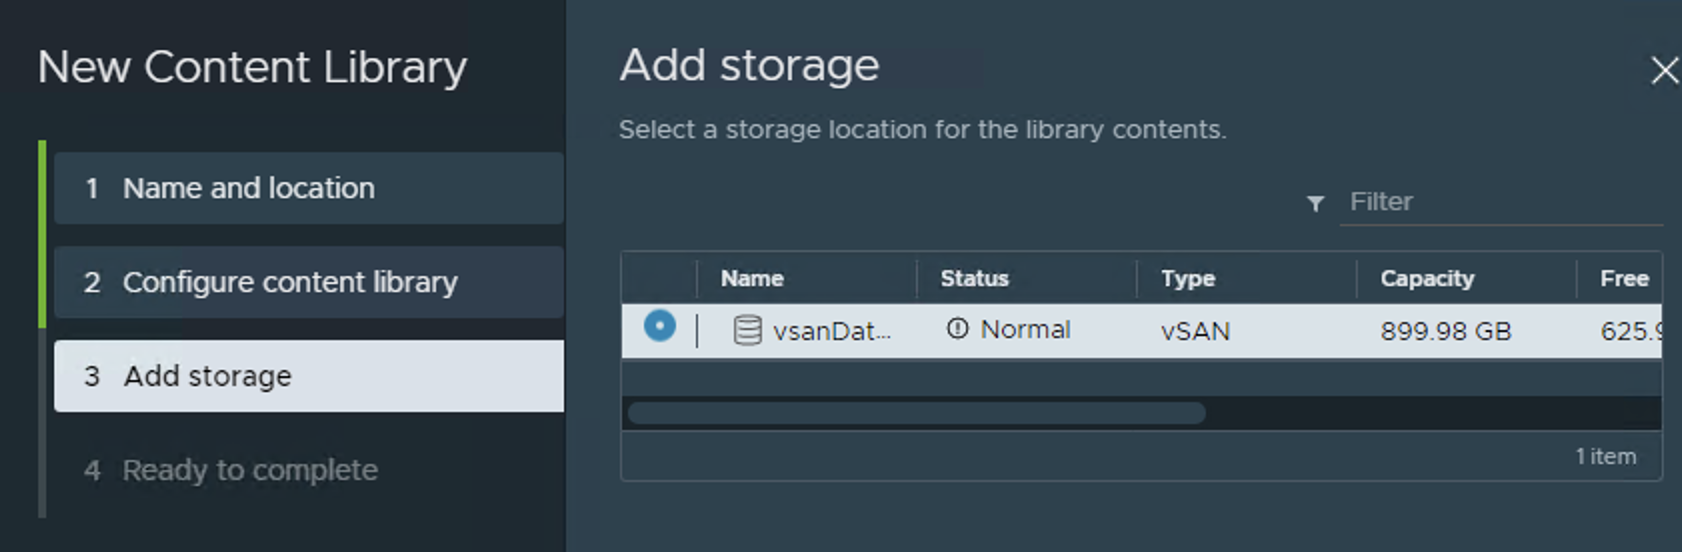 New Content Library
1 Name and location
2 Configure content library
3 Add storage
4 Ready to complete
Add storage
Select a storage location for the library contents.
Filter
Name Status Type Capacity Free
vsanDat... Normal vSAN 899.98 GB 625.9
1 item